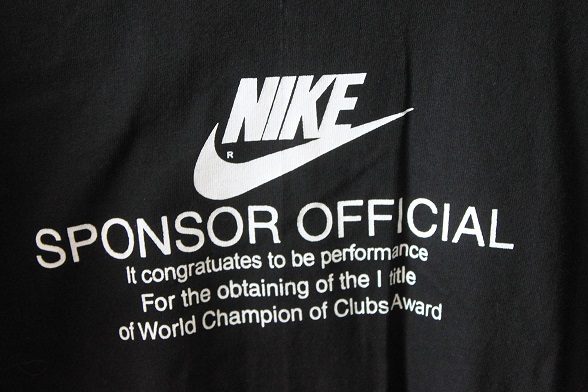 NIKE
R
SPONSOR OFFICIAL
It congratuates to be performance
For the obtaining of the I title
of World Champion of Clubs Award